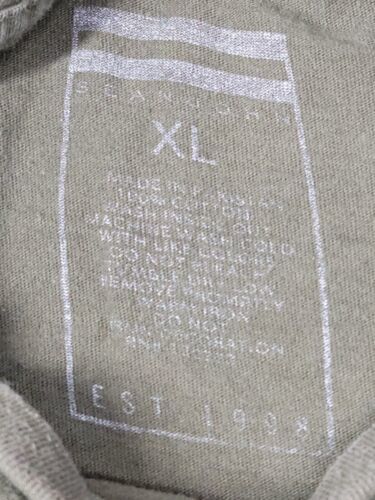 SEAN JOHN
XL
MADE IN PAKISTAN
100% COTTON
WASH INSIDE OUT
MACHINE WASH COLD
WITH LIKE COLORS
DO NOT BLEACH
TUMBLE DRY LOW
REMOVE PROMPTLY
WARM IRON
DO NOT
CORPORATION
EST 1998